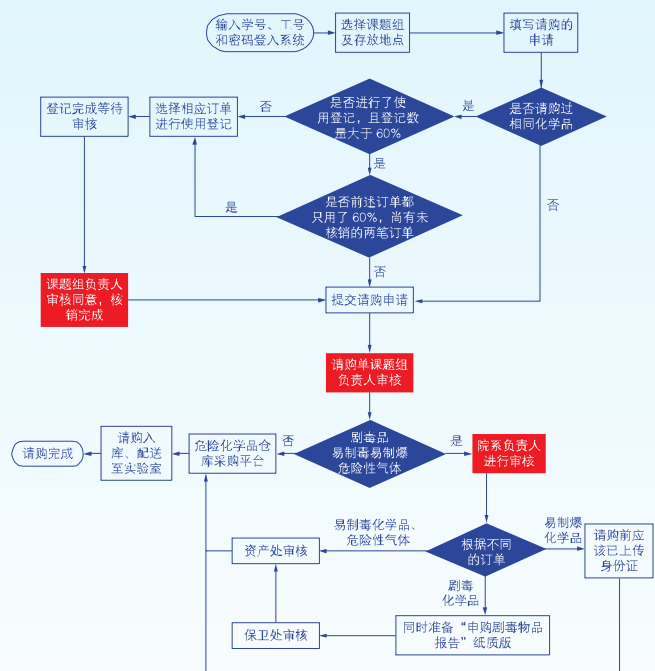 输入学号、工号
和密码登入系统
选择课题组
及存放地点
填写请购的
申请
是否请购过
相同化学品
是
否
是否进行了使
用登记，且登记数
量大于60%
否
是
选择相应订单
进行使用登记
登记完成等待
审核
是否前述订单都
只用了60%，尚有未
核销的两笔订单
是
否
课题组负责人
审核同意，核
销完成
提交请购申请
请购单课题组
负责人审核
剧毒品
易制毒易制爆
危险性气体
否
是
危险化学品仓
库采购平台
请购入
库、配送
至实验室
请购完成
院系负责人
进行审核
根据不同
的订单
易制毒化学品、
危险性气体
易制爆
化学品
请购前应
该已上传
身份证
资产处审核
剧毒
化学品
同时准备“申购剧毒物品
报告”纸质版
保卫处审核